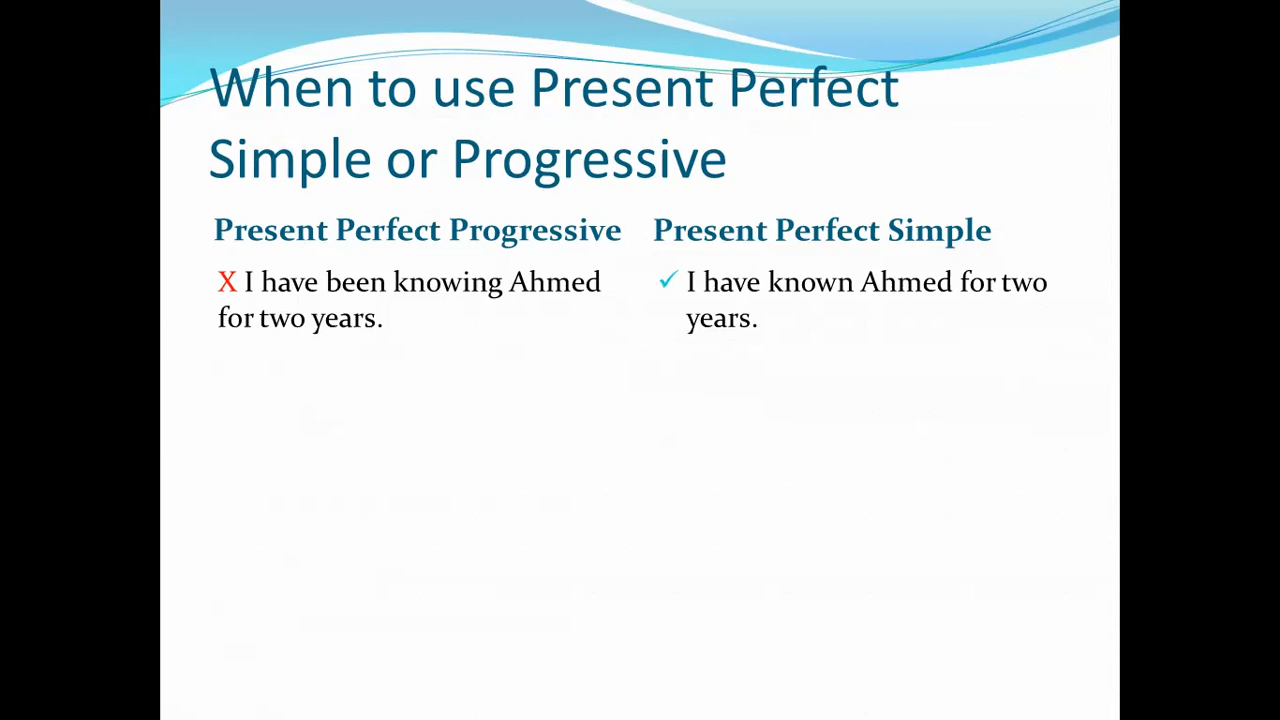 When to use Present Perfect
Simple or Progressive
Present Perfect Progressive
X I have been knowing Ahmed
for two years.
Present Perfect Simple
✓ I have known Ahmed for two
years.